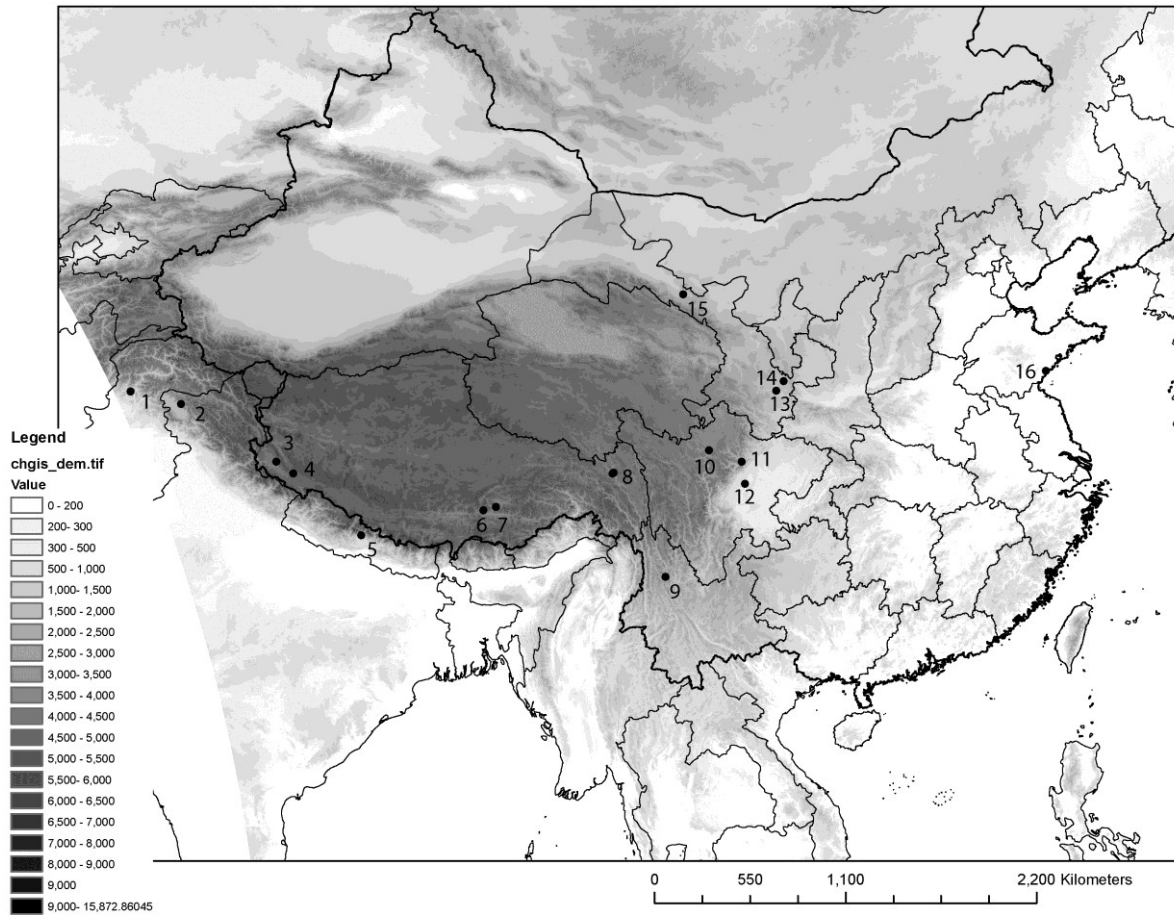 1
2
3
4
5
6
7
8
9
10
11
12
13
14
15
16
Legend
chgis_dem.tif
Value
0 - 200
200- 300
300 - 500
500 - 1,000
1,000- 1,500
1,500 - 2,000
2,000 - 2,500
2,500 - 3,000
3,000- 3,500
3,500 - 4,000
4,000 - 4,500
4,500 - 5,000
5,000 - 5,500
5,500- 6,000
6,000 - 6,500
6,500 - 7,000
7,000 - 8,000
8,000 - 9,000
9,000
9,000- 15,872.86045
0 550 1,100 2,200 Kilometers